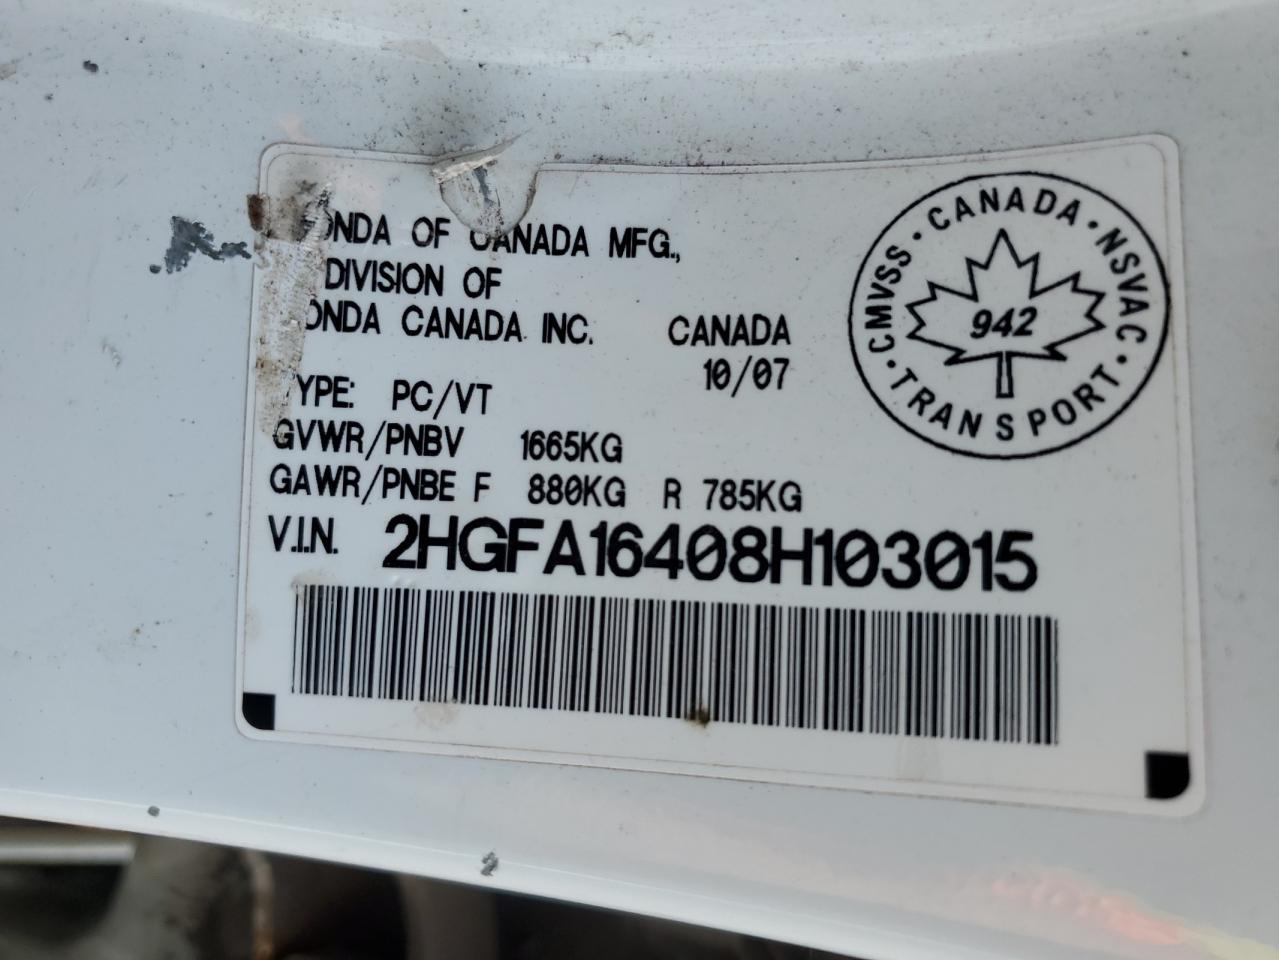 ONDA OF CANADA MFG.,
DIVISION OF
ONDA CANADA INC. CANADA
10/07
YPE: PC/VT
GVWR/PNBV 1665KG
GAWR/PNBE F 880KG R 785KG
V.I.N. 2HGFA16408H103015
CMVSS · CANADA · NSVAC · TRANSPORT ·
942